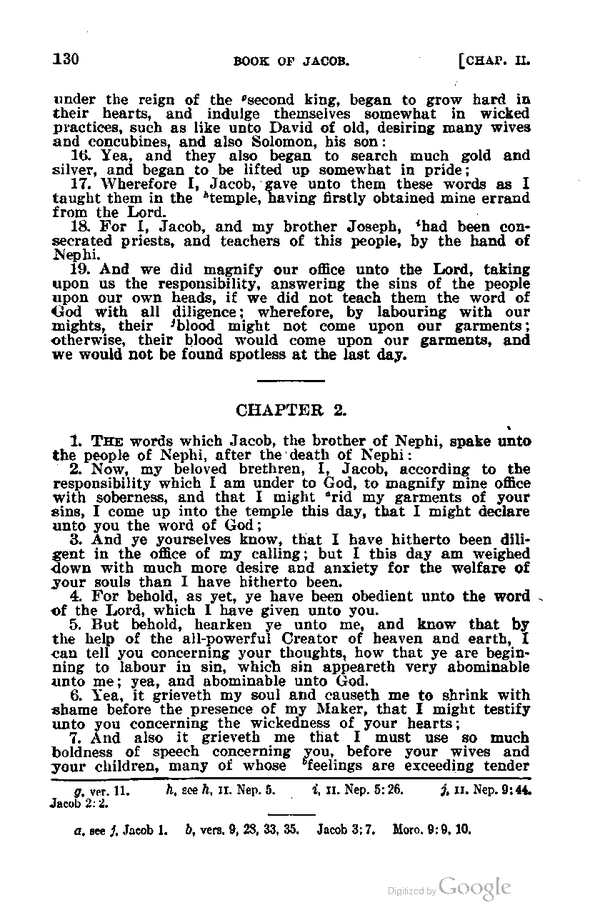 130 BOOK OF JACOB. [CHAP. II.
under the reign of the ᵍsecond king, began to grow hard in
their hearts, and indulge themselves somewhat in wicked
practices, such as like unto David of old, desiring many wives
and concubines, and also Solomon, his son:
16. Yea, and they also began to search much gold and
silver, and began to be lifted up somewhat in pride;
17. Wherefore I, Jacob, gave unto them these words as I
taught them in the ʰtemple, having firstly obtained mine errand
from the Lord.
18. For I, Jacob, and my brother Joseph, ⁱhad been con-
secrated priests, and teachers of this people, by the hand of
Nephi.
19. And we did magnify our office unto the Lord, taking
upon us the responsibility, answering the sins of the people
upon our own heads, if we did not teach them the word of
God with all diligence; wherefore, by labouring with our
mights, their ʲblood might not come upon our garments;
otherwise, their blood would come upon our garments, and
we would not be found spotless at the last day.
CHAPTER 2.
1. THE words which Jacob, the brother of Nephi, spake unto
the people of Nephi, after the death of Nephi:
2. Now, my beloved brethren, I, Jacob, according to the
responsibility which I am under to God, to magnify mine office
with soberness, and that I might ᵃrid my garments of your
sins, I come up into the temple this day, that I might declare
unto you the word of God;
3. And ye yourselves know, that I have hitherto been dili-
gent in the office of my calling; but I this day am weighed
down with much more desire and anxiety for the welfare of
your souls than I have hitherto been.
4. For behold, as yet, ye have been obedient unto the word
of the Lord, which I have given unto you.
5. But behold, hearken ye unto me, and know that by
the help of the all-powerful Creator of heaven and earth, I
can tell you concerning your thoughts, how that ye are begin-
ning to labour in sin, which sin appeareth very abominable
unto me; yea, and abominable unto God.
6. Yea, it grieveth my soul and causeth me to shrink with
shame before the presence of my Maker, that I might testify
unto you concerning the wickedness of your hearts;
7. And also it grieveth me that I must use so much
boldness of speech concerning you, before your wives and
your children, many of whose ᵇfeelings are exceeding tender
g, ver. 11. h, see h, II. Nep. 5. i, II. Nep. 5:26. j, II. Nep. 9:44.
Jacob 2:2.
a, see j, Jacob 1. b, vers. 9, 28, 33, 35. Jacob 3:7. Moro. 9:9, 10.
Digitized by Google